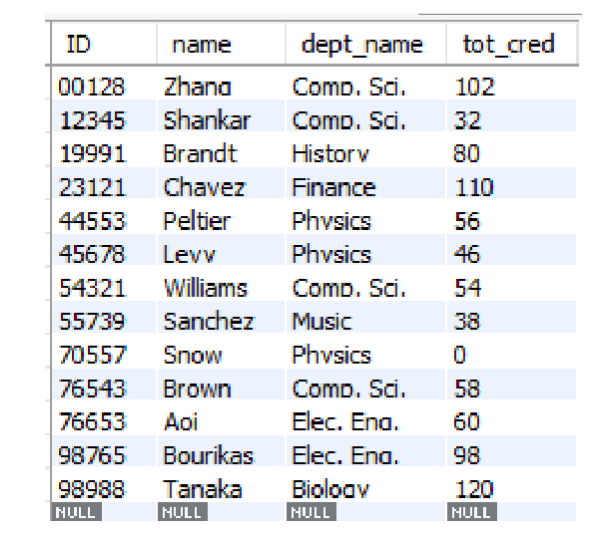 ID name dept_name tot_cred
00128 Zhang Comp. Sci. 102
12345 Shankar Comp. Sci. 32
19991 Brandt History 80
23121 Chavez Finance 110
44553 Peltier Physics 56
45678 Levy Physics 46
54321 Williams Comp. Sci. 54
55739 Sanchez Music 38
70557 Snow Physics 0
76543 Brown Comp. Sci. 58
76653 Aoi Elec. Eng. 60
98765 Bourikas Elec. Eng. 98
98988 Tanaka Biology 120
NULL NULL NULL NULL